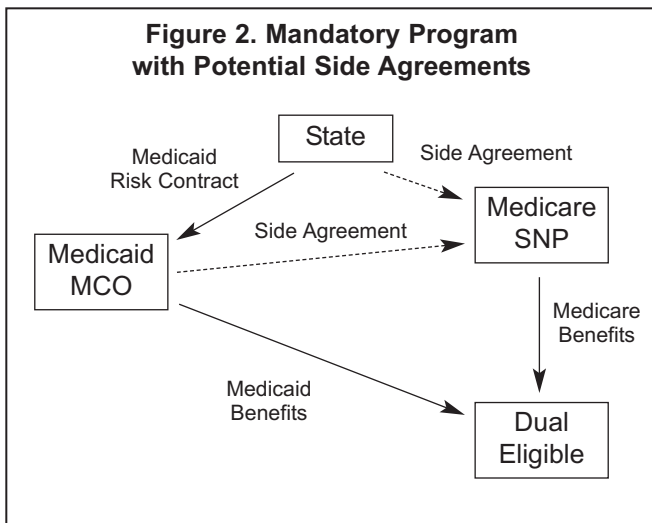 Figure 2. Mandatory Program
with Potential Side Agreements
State
Medicaid
Risk Contract
Side Agreement
Medicare
SNP
Side Agreement
Medicaid
MCO
Medicare
Benefits
Medicaid
Benefits
Dual
Eligible